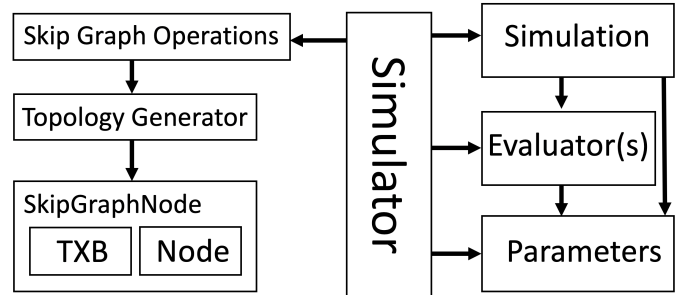 Skip Graph Operations
Topology Generator
SkipGraphNode
TXB
Node
Simulator
Simulation
Evaluator(s)
Parameters